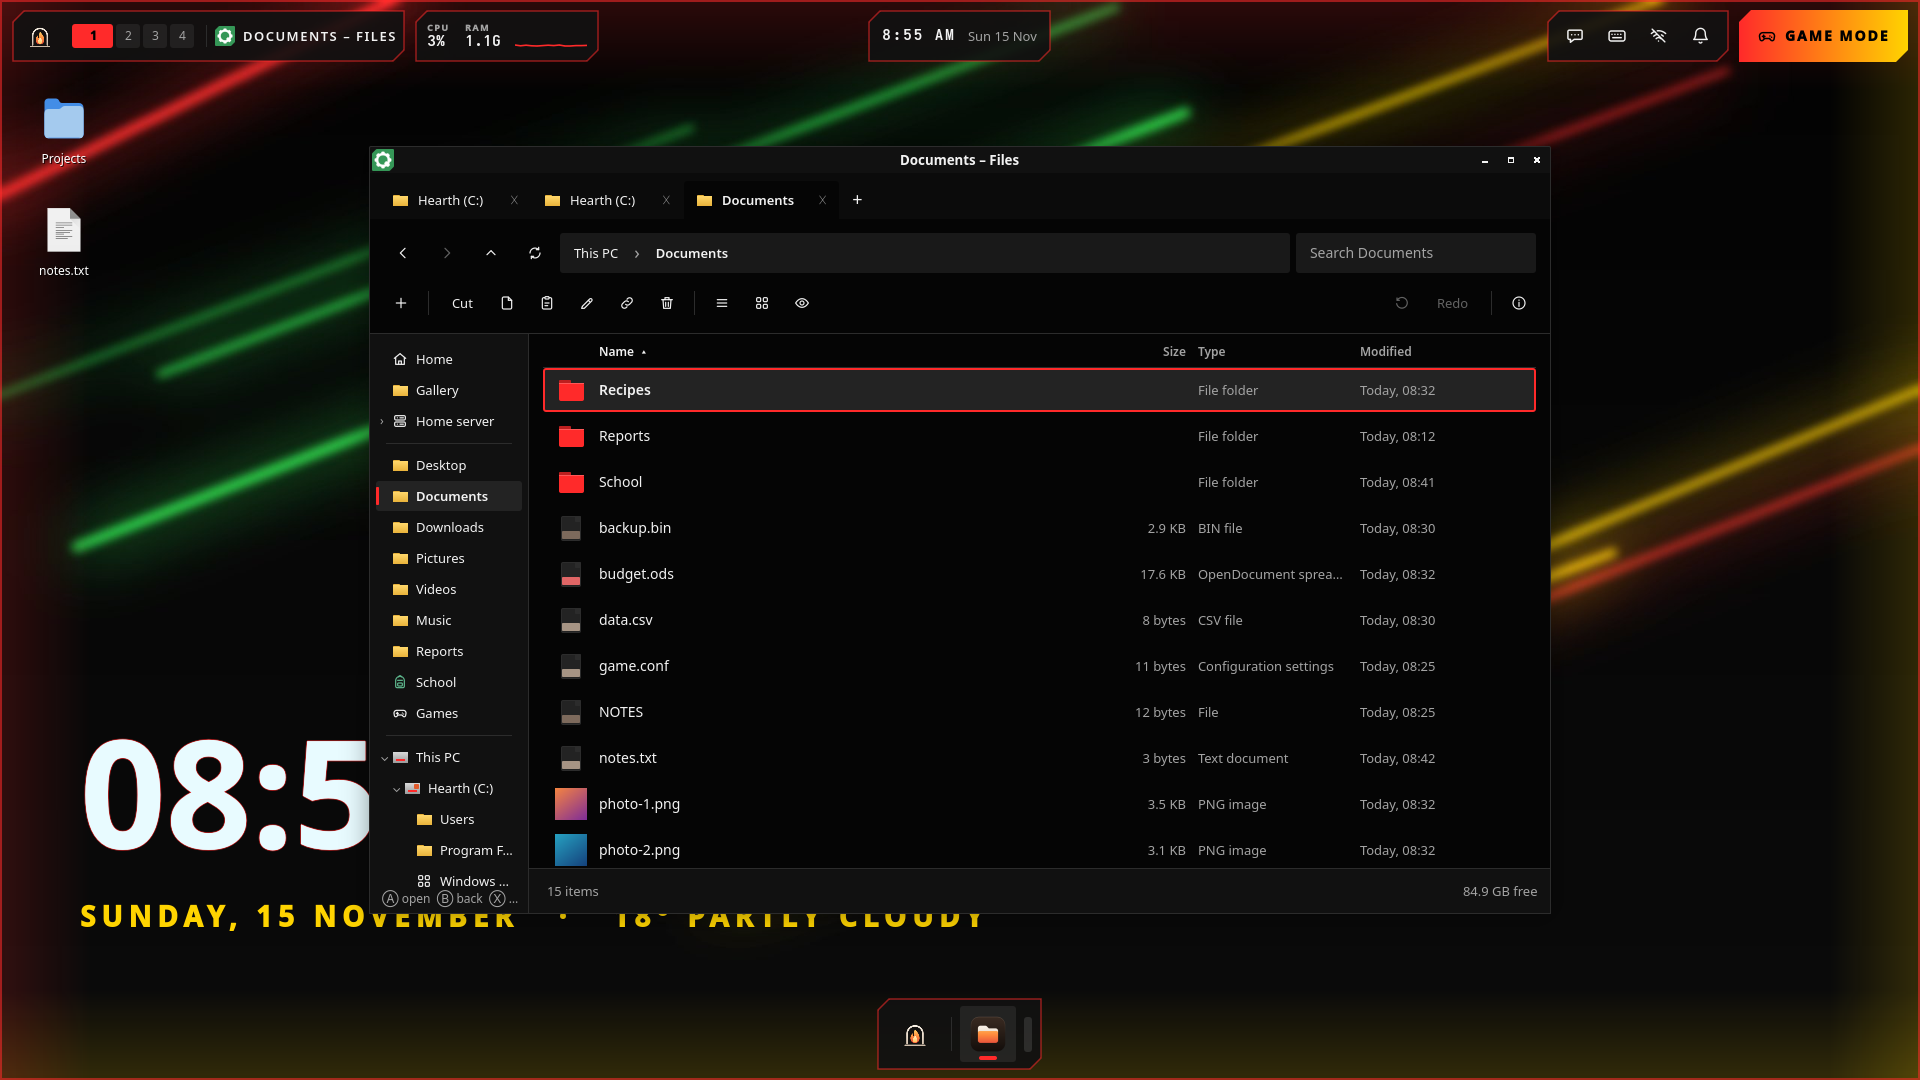 1 2 3 4 DOCUMENTS – FILES
CPU 3%
RAM 1.1G
8:55 AM Sun 15 Nov
GAME MODE
Projects
notes.txt
Documents – Files
Hearth (C:) X Hearth (C:) X Documents X +
This PC › Documents
Search Documents
Cut
Redo
Home
Gallery
Home server
Desktop
Documents
Downloads
Pictures
Videos
Music
Reports
School
Games
This PC
Hearth (C:)
Users
Program F...
Windows ...
A open B back X ...
Name Size Type Modified
Recipes File folder Today, 08:32
Reports File folder Today, 08:12
School File folder Today, 08:41
backup.bin 2.9 KB BIN file Today, 08:30
budget.ods 17.6 KB OpenDocument sprea... Today, 08:32
data.csv 8 bytes CSV file Today, 08:30
game.conf 11 bytes Configuration settings Today, 08:25
NOTES 12 bytes File Today, 08:25
notes.txt 3 bytes Text document Today, 08:42
photo-1.png 3.5 KB PNG image Today, 08:32
photo-2.png 3.1 KB PNG image Today, 08:32
15 items 84.9 GB free
08:5
SUNDAY, 15 NOVEMBER · 18° PARTLY CLOUDY